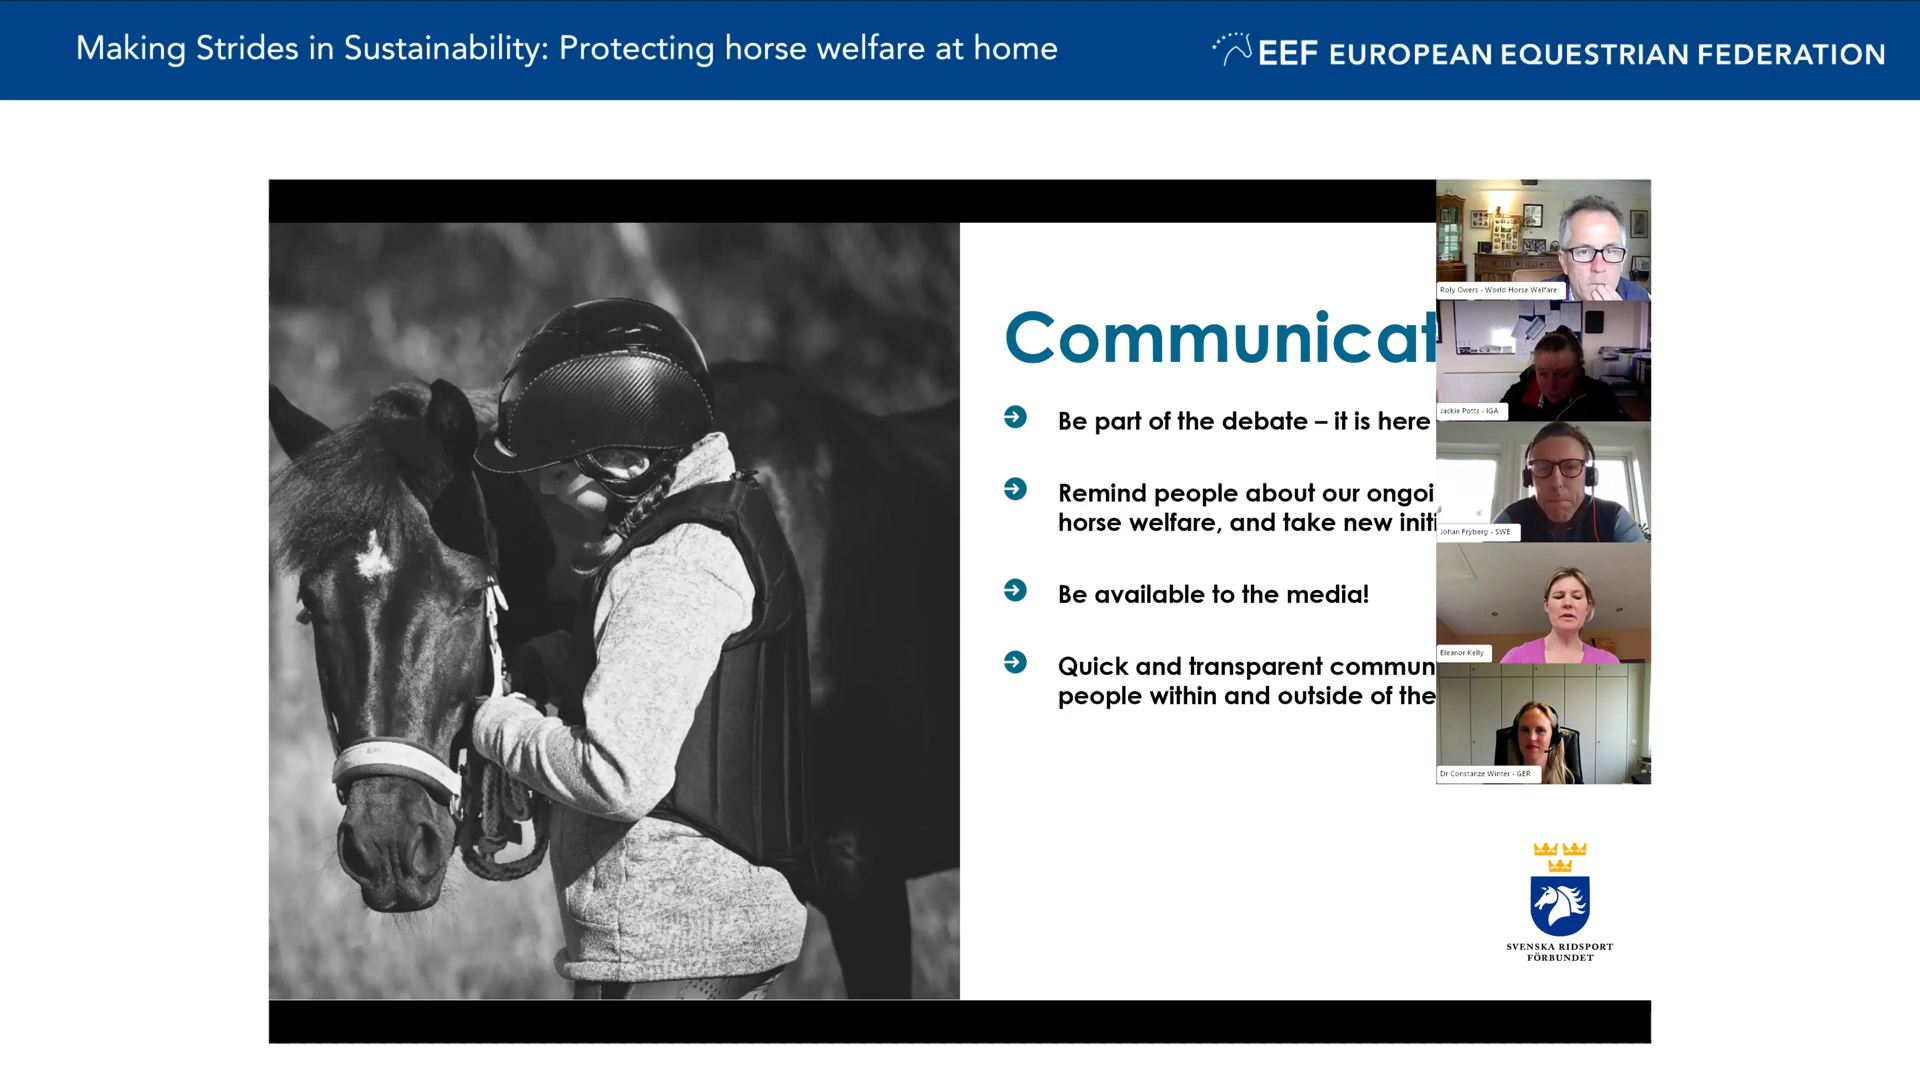 Making Strides in Sustainability: Protecting horse welfare at home
EEF EUROPEAN EQUESTRIAN FEDERATION
Communicat
Be part of the debate – it is here
Remind people about our ongoi
horse welfare, and take new initi
Be available to the media!
Quick and transparent commun
people within and outside of the
Roly Owers - World Horse Welfare
Jackie Potts - IGA
Johan Fryberg - SWE
Eleanor Kelly
Dr Constanze Winter - GER
SVENSKA RIDSPORT
FÖRBUNDET